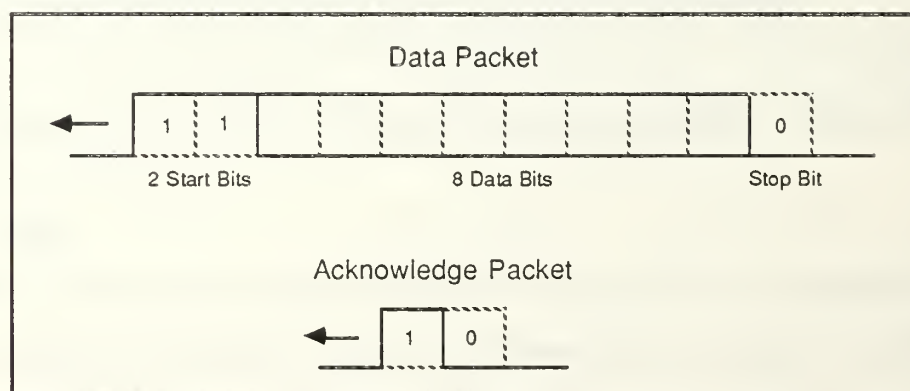 Data Packet
1 1 0
2 Start Bits 8 Data Bits Stop Bit
Acknowledge Packet
1 0